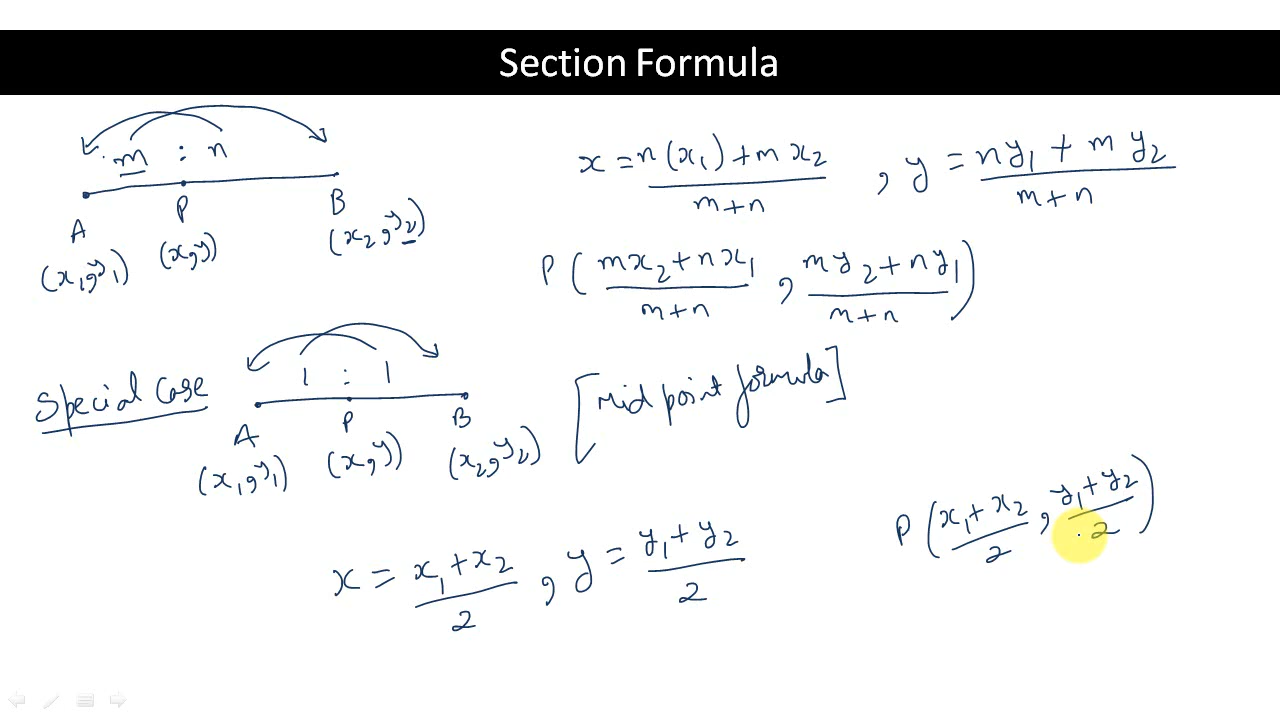 Section Formula
m : n
A P B
(x₁,y₁) (x,y) (x₂,y₂)
x = n(x₁)+m x₂ / m+n , y = ny₁ + m y₂ / m+n
P ( mx₂+nx₁ / m+n , my₂+ny₁ / m+n )
Special Case
1 : 1
A P B
(x₁,y₁) (x,y) (x₂,y₂)
[Mid point formula]
x = x₁+x₂ / 2 , y = y₁+y₂ / 2
P ( x₁+x₂ / 2 , y₁+y₂ / 2 )